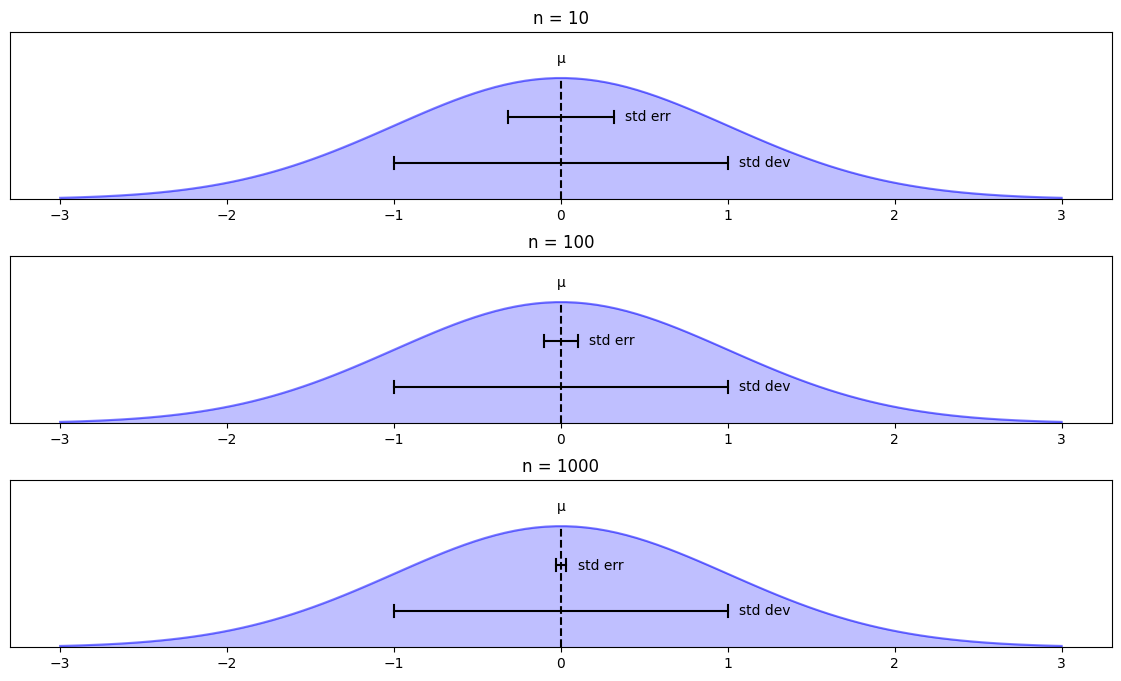 n = 10
μ
std err
std dev
−3 −2 −1 0 1 2 3
n = 100
μ
std err
std dev
−3 −2 −1 0 1 2 3
n = 1000
μ
std err
std dev
−3 −2 −1 0 1 2 3